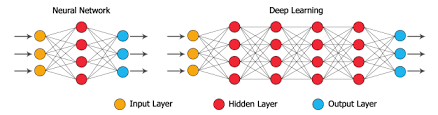 Neural Network
Deep Learning
Input Layer
Hidden Layer
Output Layer